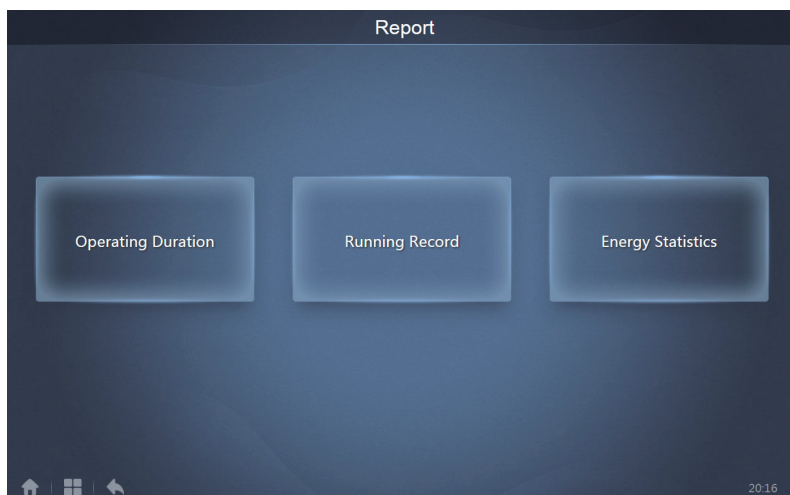 Report
Operating Duration
Running Record
Energy Statistics
20:16